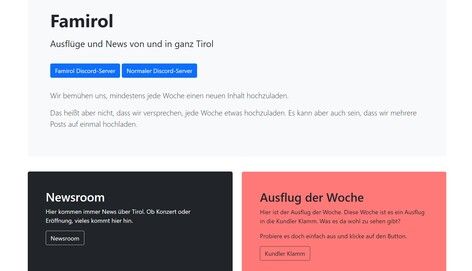 Famirol
Ausflüge und News von und in ganz Tirol
Famirol Discord-Server
Normaler Discord-Server
Wir bemühen uns, mindestens jede Woche einen neuen Inhalt hochzuladen.
Das heißt aber nicht, dass wir versprechen, jede Woche etwas hochzuladen. Es kann aber auch sein, dass wir mehrere
Posts auf einmal hochladen.
Newsroom
Hier kommen immer News über Tirol. Ob Konzert oder
Eröffnung, vieles kommt hier hin.
Newsroom
Ausflug der Woche
Hier ist der Ausflug der Woche. Diese Woche ist es ein Ausflug
in die Kundler Klamm. Was es da wohl zu sehen gibt?
Probiere es doch einfach aus und klicke auf den Button.
Kundler Klamm